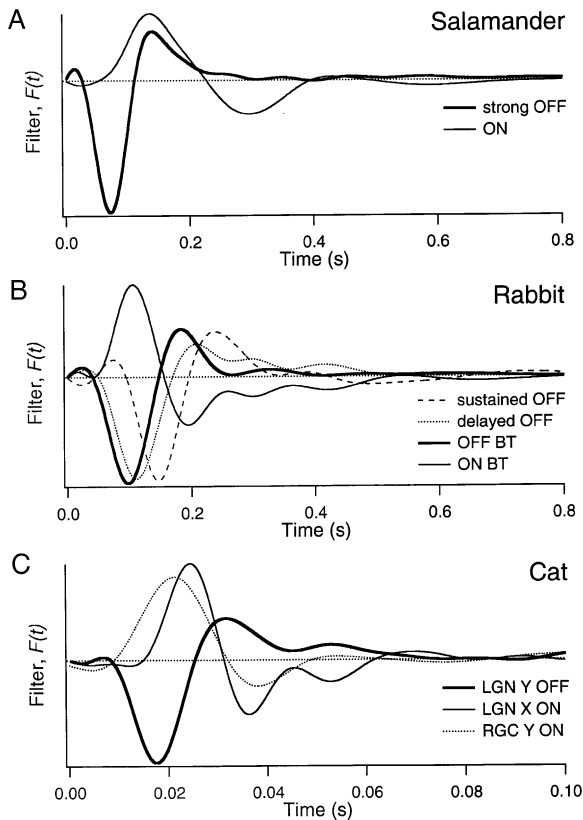 A
Salamander
Filter, F(t)
strong OFF
ON
0.0 0.2 0.4 0.6 0.8
Time (s)
B
Rabbit
Filter, F(t)
sustained OFF
delayed OFF
OFF BT
ON BT
0.0 0.2 0.4 0.6 0.8
Time (s)
C
Cat
Filter, F(t)
LGN Y OFF
LGN X ON
RGC Y ON
0.00 0.02 0.04 0.06 0.08 0.10
Time (s)